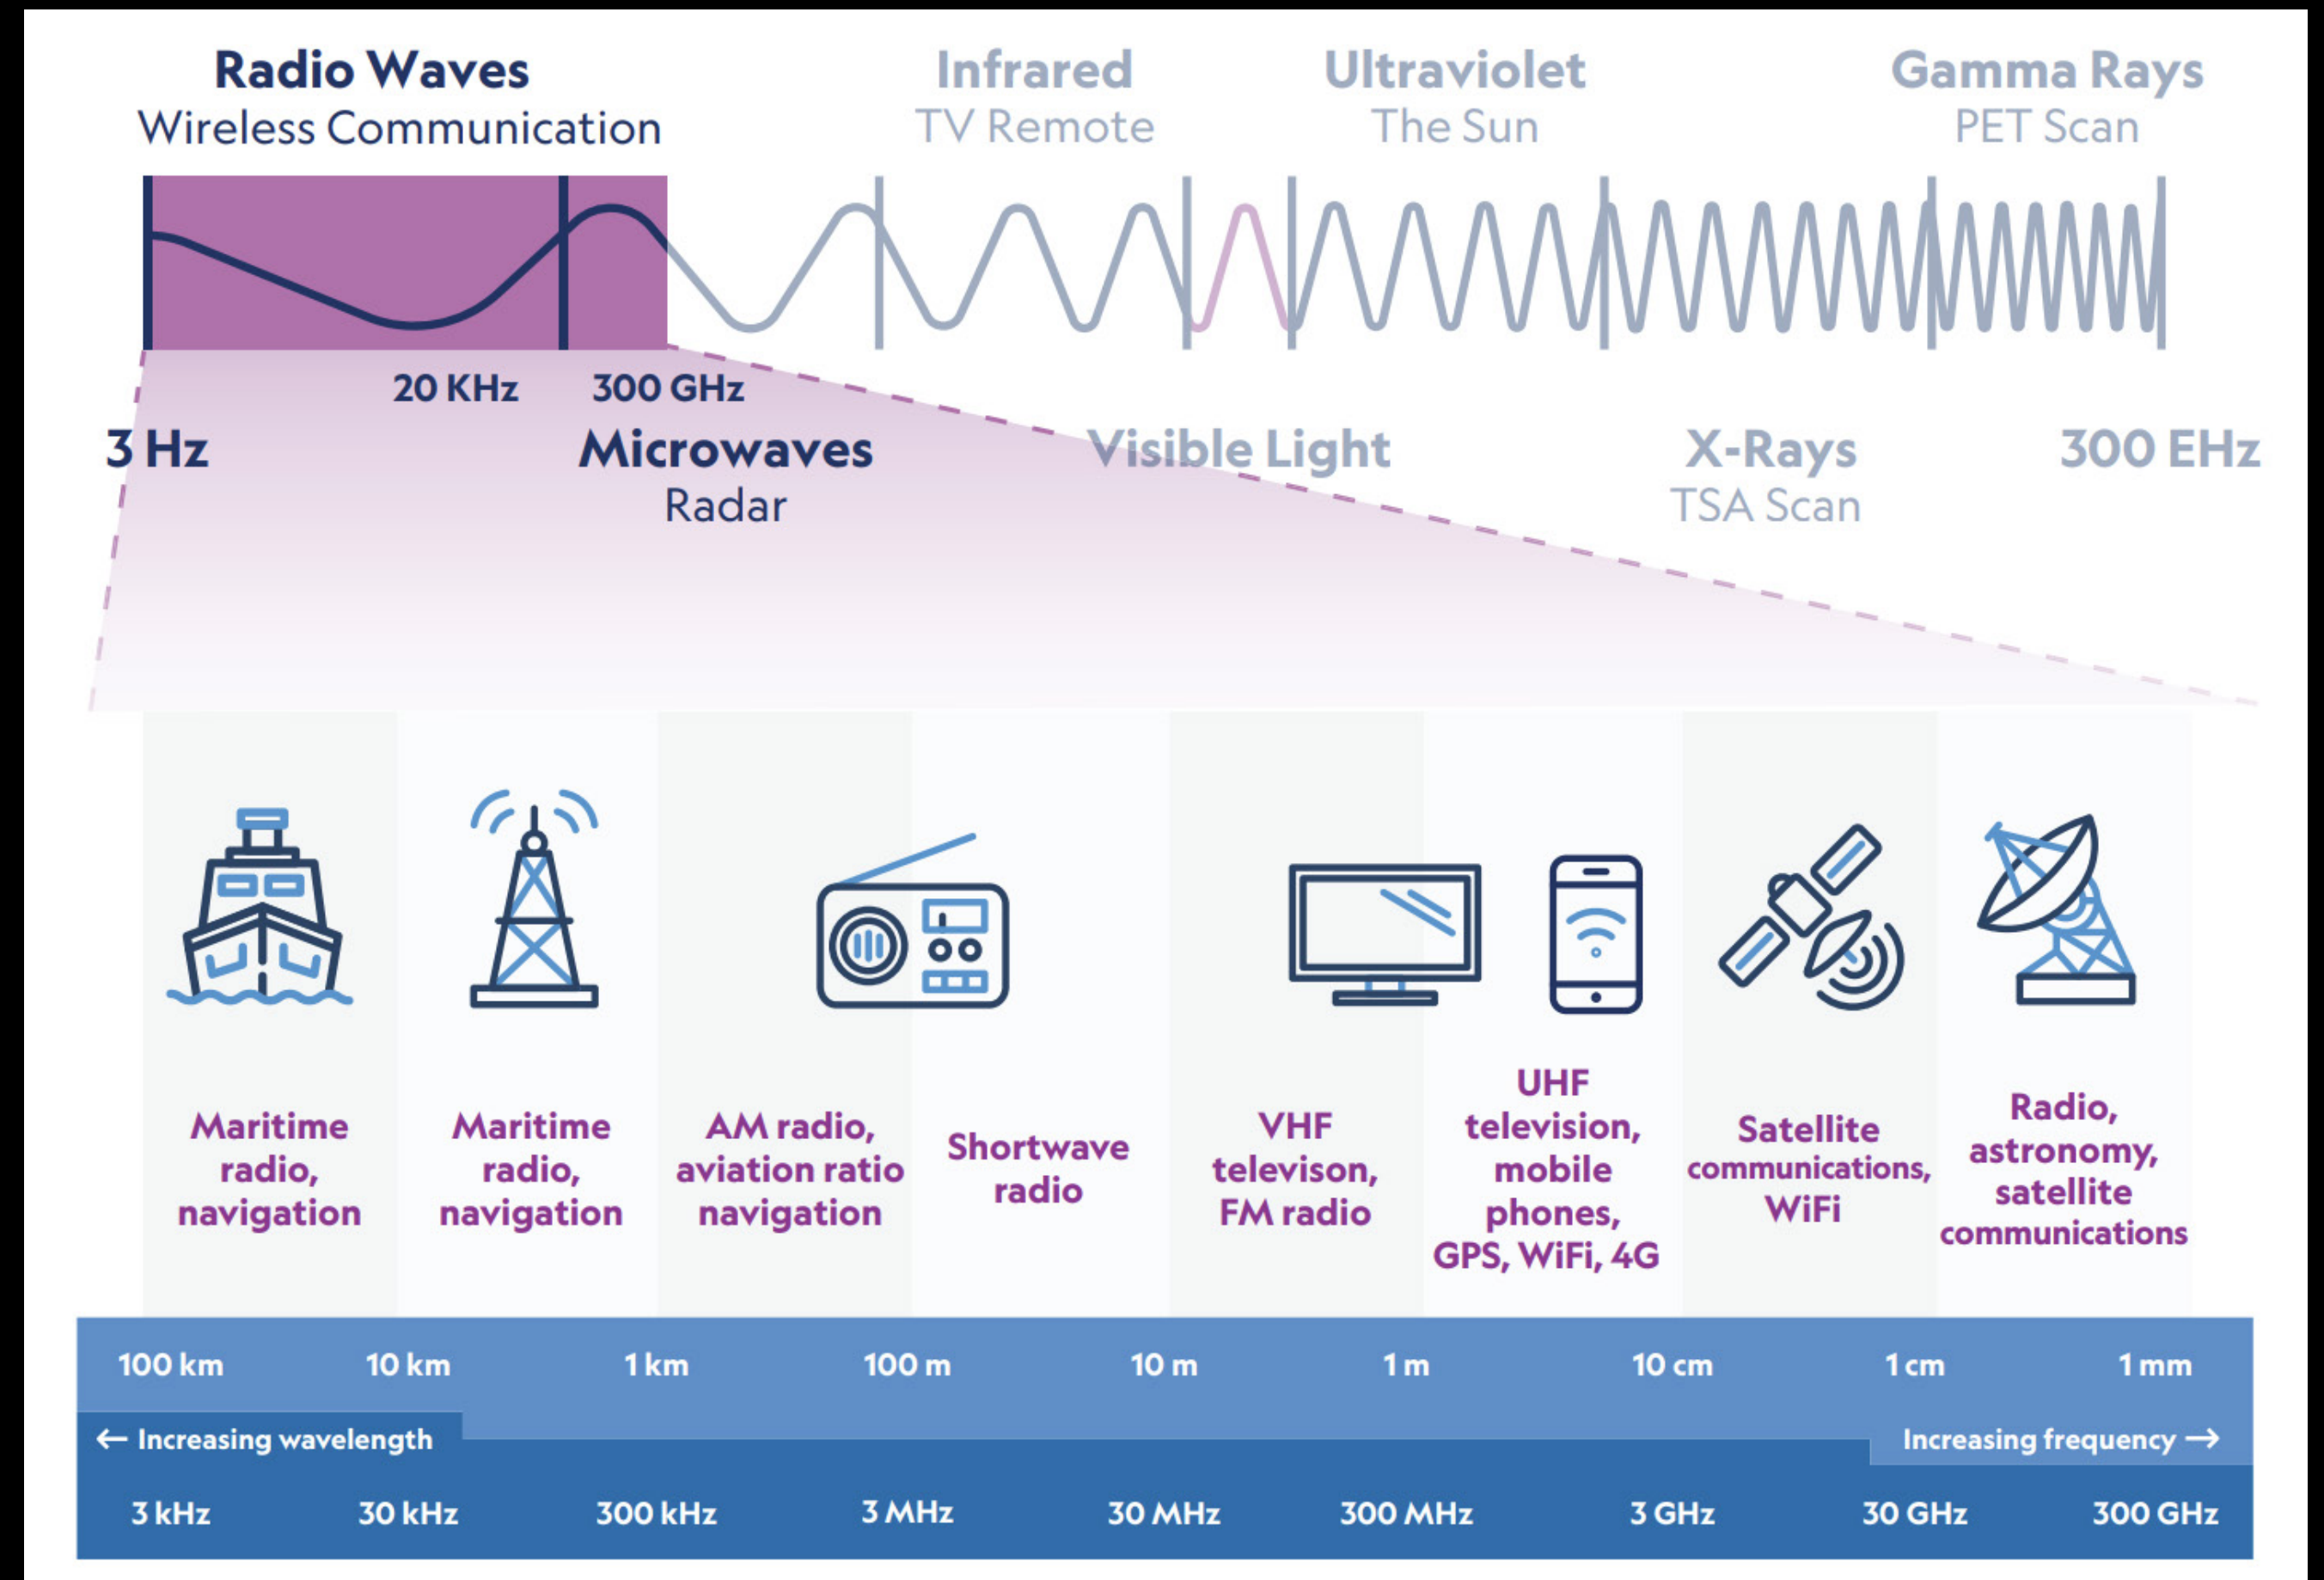 Radio Waves
Wireless Communication
Infrared
TV Remote
Ultraviolet
The Sun
Gamma Rays
PET Scan
20 KHz
300 GHz
3 Hz
Microwaves
Radar
Visible Light
X-Rays
TSA Scan
300 EHz
Maritime
radio,
navigation
Maritime
radio,
navigation
AM radio,
aviation ratio
navigation
Shortwave
radio
VHF
televison,
FM radio
UHF
television,
mobile
phones,
GPS, WiFi, 4G
Satellite
communications,
WiFi
Radio,
astronomy,
satellite
communications
100 km 10 km 1 km 100 m 10 m 1 m 10 cm 1 cm 1 mm
← Increasing wavelength
Increasing frequency →
3 kHz 30 kHz 300 kHz 3 MHz 30 MHz 300 MHz 3 GHz 30 GHz 300 GHz